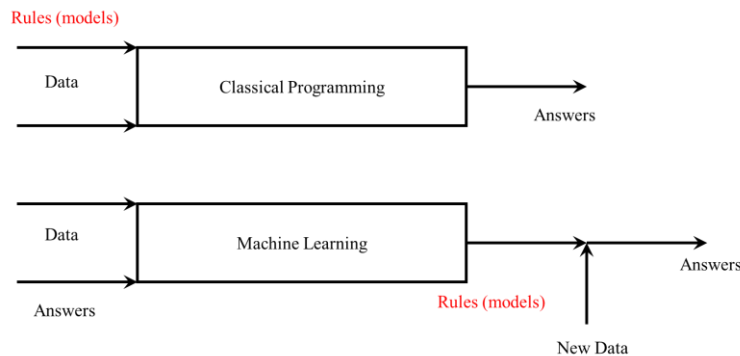 Rules (models)
Data
Classical Programming
Answers
Data
Machine Learning
Answers
Rules (models)
Answers
New Data